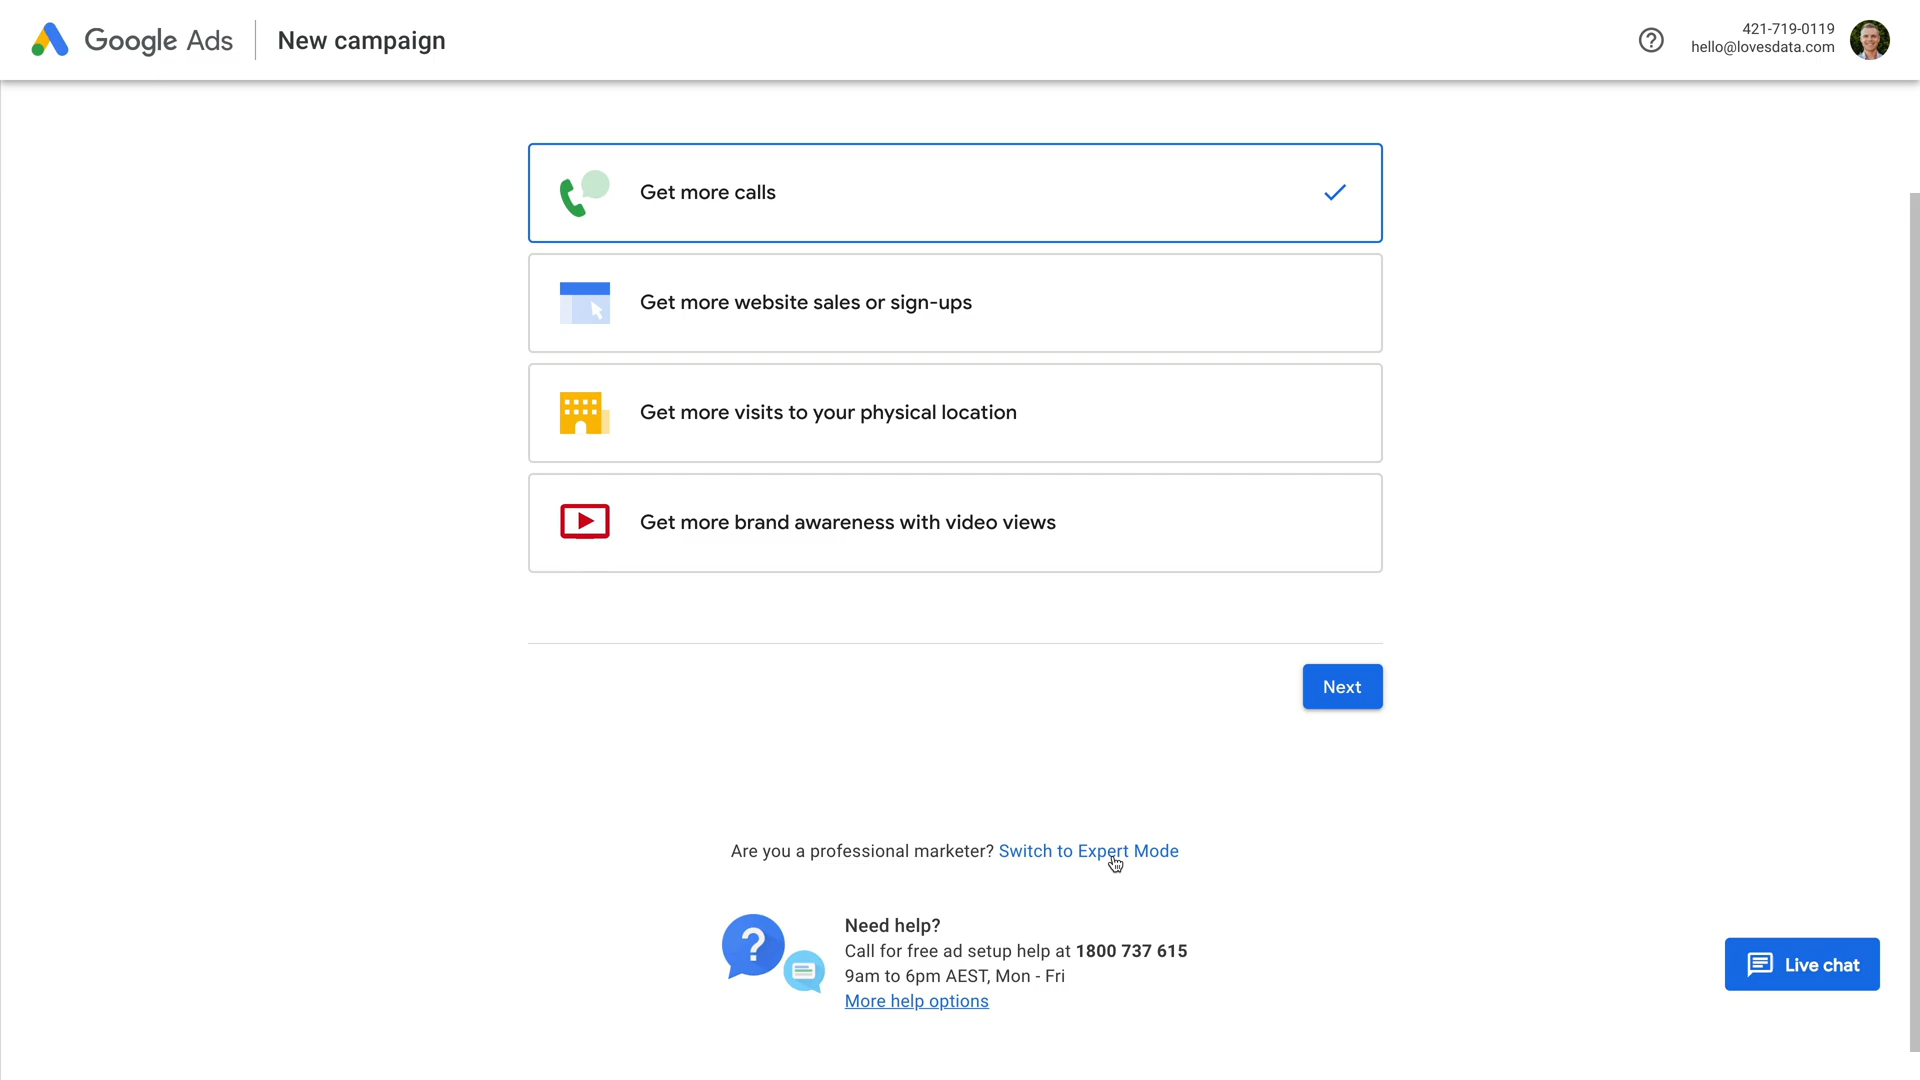 Google Ads
New campaign
421-719-0119
hello@lovesdata.com
Get more calls
Get more website sales or sign-ups
Get more visits to your physical location
Get more brand awareness with video views
Next
Are you a professional marketer? Switch to Expert Mode
Need help?
Call for free ad setup help at 1800 737 615
9am to 6pm AEST, Mon - Fri
More help options
Live chat